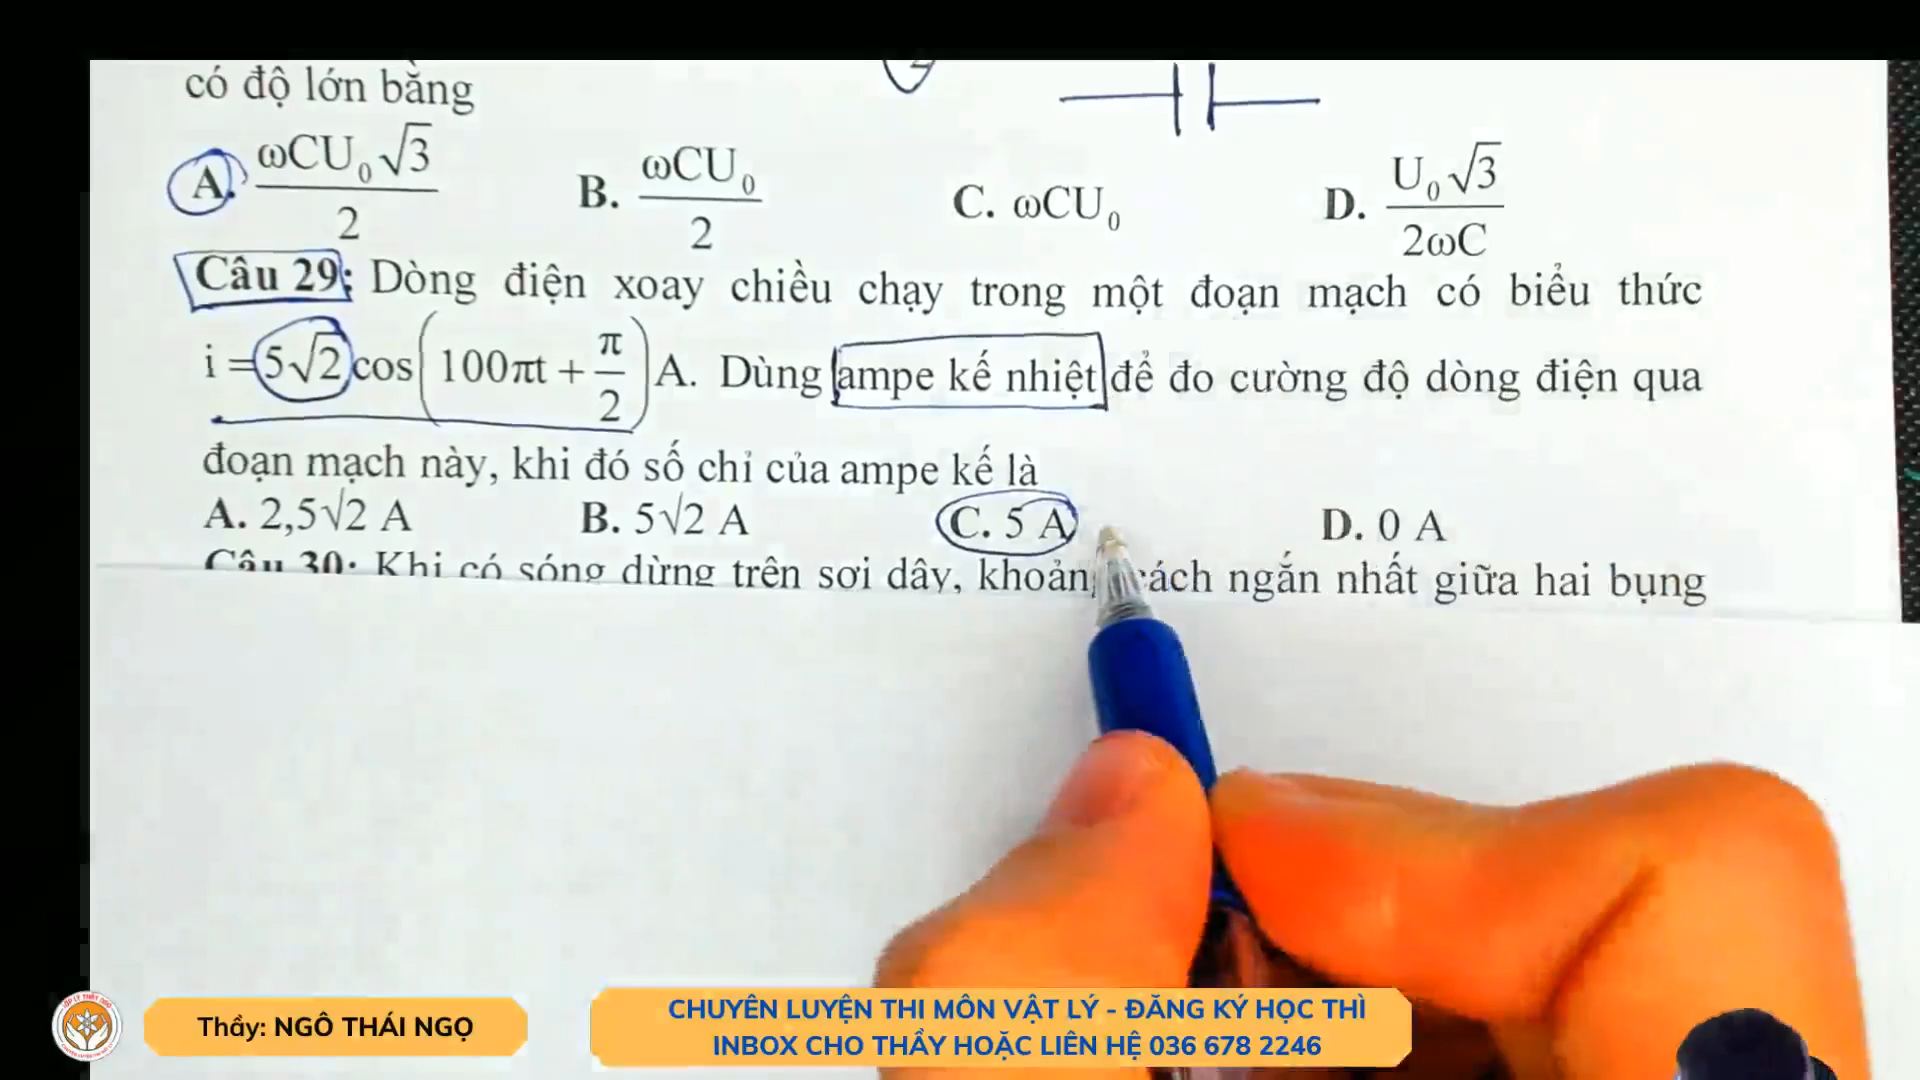 có độ lớn bằng
A. ωCU₀√3/2 B. ωCU₀/2 C. ωCU₀ D. U₀√3/2ωC
Câu 29: Dòng điện xoay chiều chạy trong một đoạn mạch có biểu thức
i = 5√2cos(100πt + π/2)A. Dùng ampe kế nhiệt để đo cường độ dòng điện qua
đoạn mạch này, khi đó số chỉ của ampe kế là
A. 2,5√2 A B. 5√2 A C. 5 A D. 0 A
Câu 30: Khi có sóng dừng trên sợi dây, cách ngắn nhất giữa hai bụng
Thầy: NGÔ THÁI NGỌ
CHUYÊN LUYỆN THI MÔN VẬT LÝ - ĐĂNG KÝ HỌC THÌ
INBOX CHO THẦY HOẶC LIÊN HỆ 036 678 2246